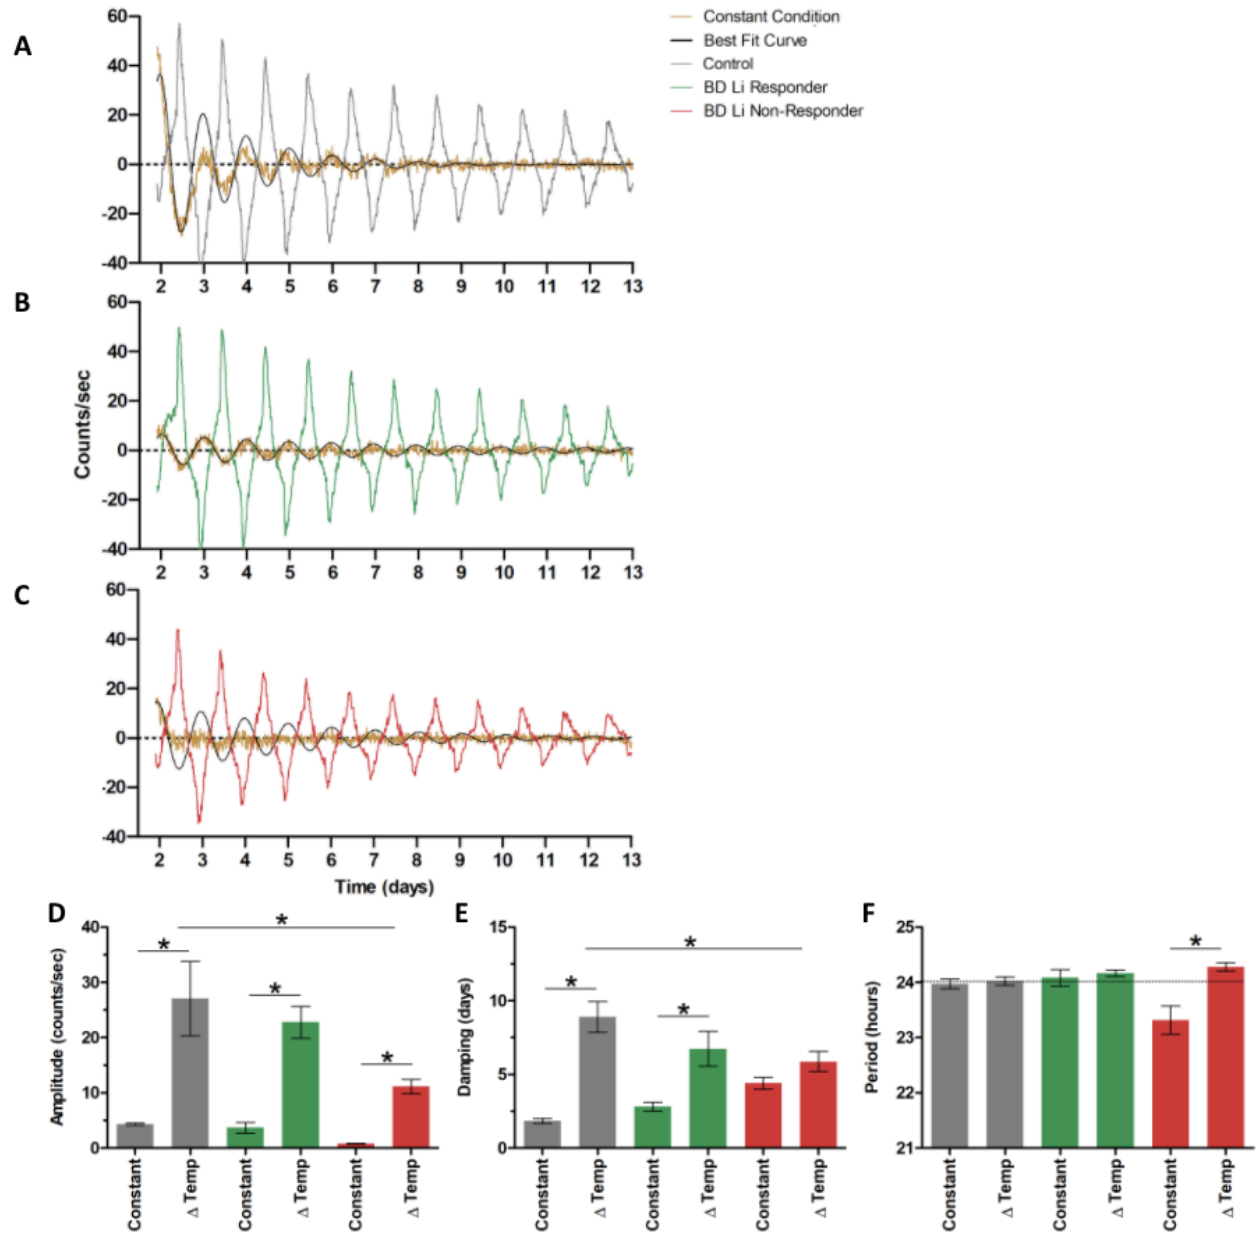 A
60
40
20
0
-20
-40
2 3 4 5 6 7 8 9 10 11 12 13
Constant Condition
Best Fit Curve
Control
BD Li Responder
BD Li Non-Responder
B
60
40
20
0
-20
-40
Counts/sec
2 3 4 5 6 7 8 9 10 11 12 13
C
60
40
20
0
-20
-40
2 3 4 5 6 7 8 9 10 11 12 13
Time (days)
D
40
30
20
10
0
Amplitude (counts/sec)
* * * *
Constant Δ Temp Constant Δ Temp Constant Δ Temp
E
15
10
5
0
Damping (days)
* * *
Constant Δ Temp Constant Δ Temp Constant Δ Temp
F
25
24
23
22
21
Period (hours)
*
Constant Δ Temp Constant Δ Temp Constant Δ Temp